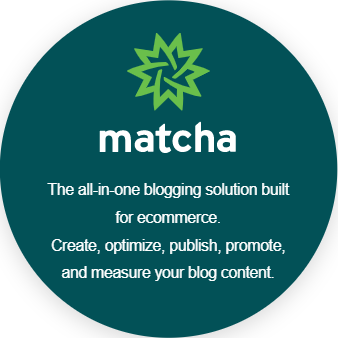 matcha
The all-in-one blogging solution built
for ecommerce.
Create, optimize, publish, promote,
and measure your blog content.